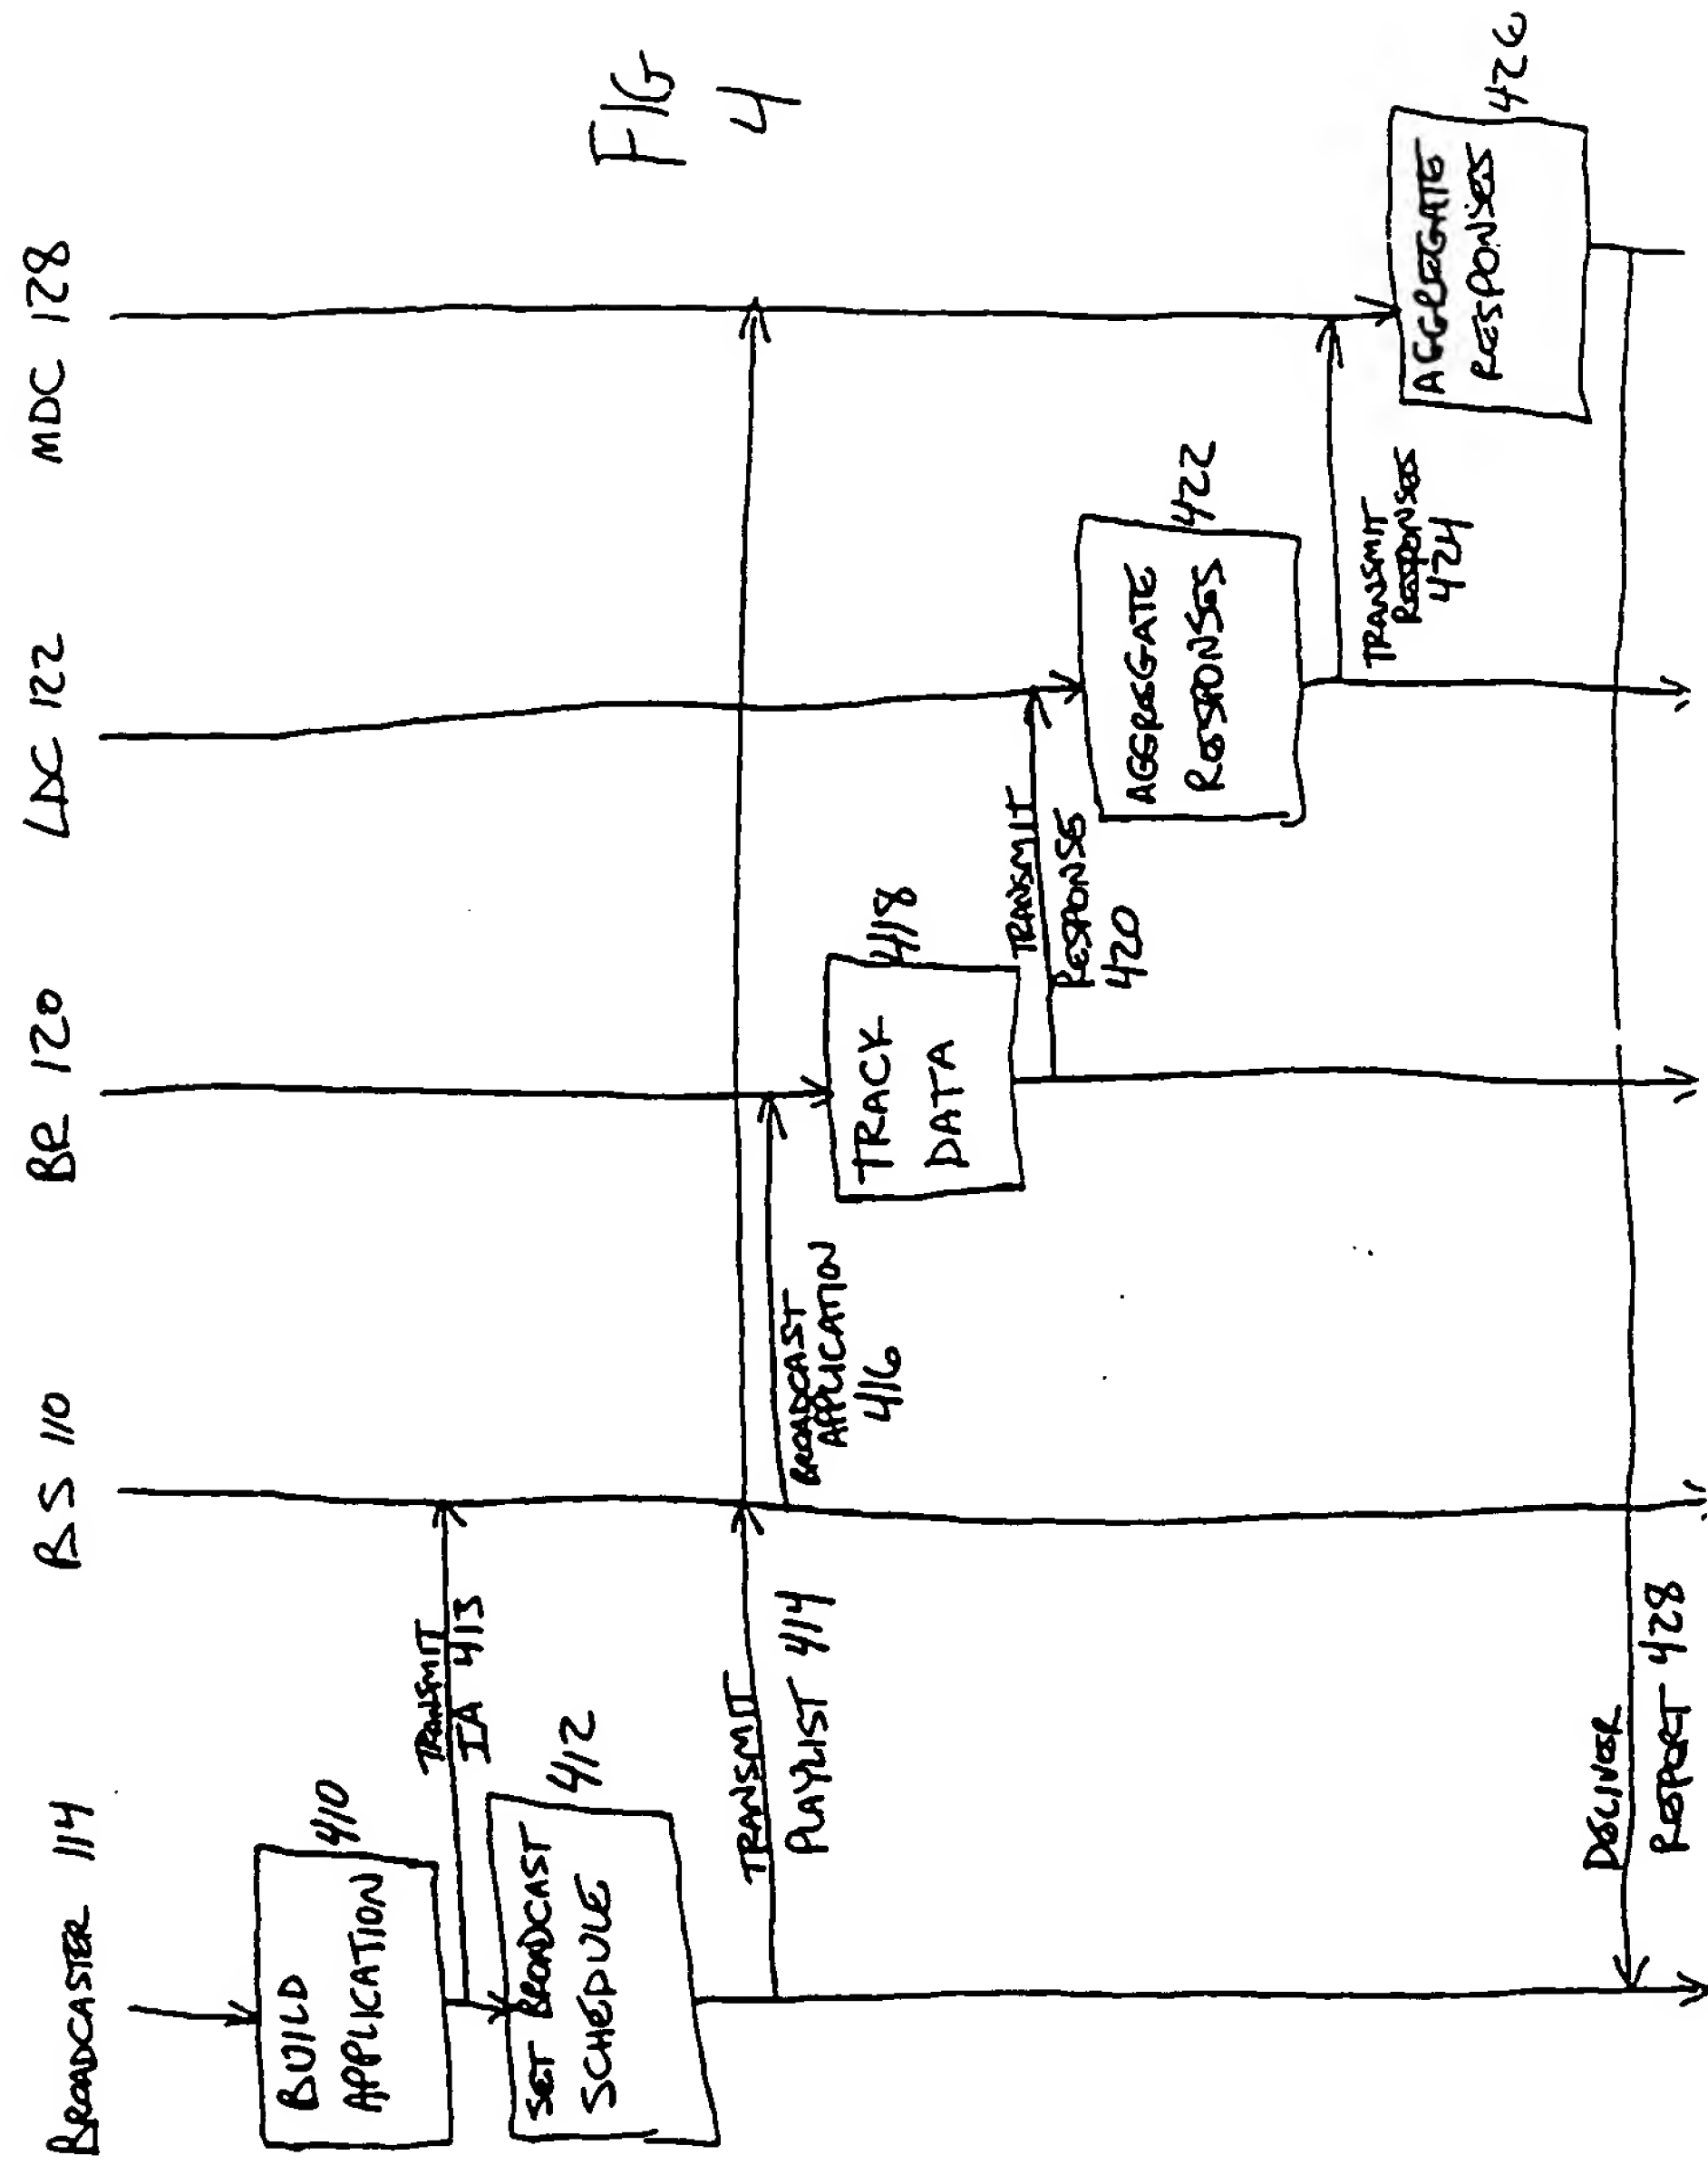 BROADCASTER 114
BS 110
BR 120
LDC 122
MDC 128
FIG
4
BUILD
APPLICATION
410
TRANSMIT
IA 413
SET BROADCAST
SCHEDULE
412
TRANSMIT
PLAYLIST 414
BROADCAST
APPLICATION
416
TRACK
DATA
418
TRANSMIT
RESPONSE
420
AGGREGATE
RESPONSES
422
TRANSMIT
RESPONSES
424
AGGREGATE
RESPONSES
426
DELIVER
REPORT 428